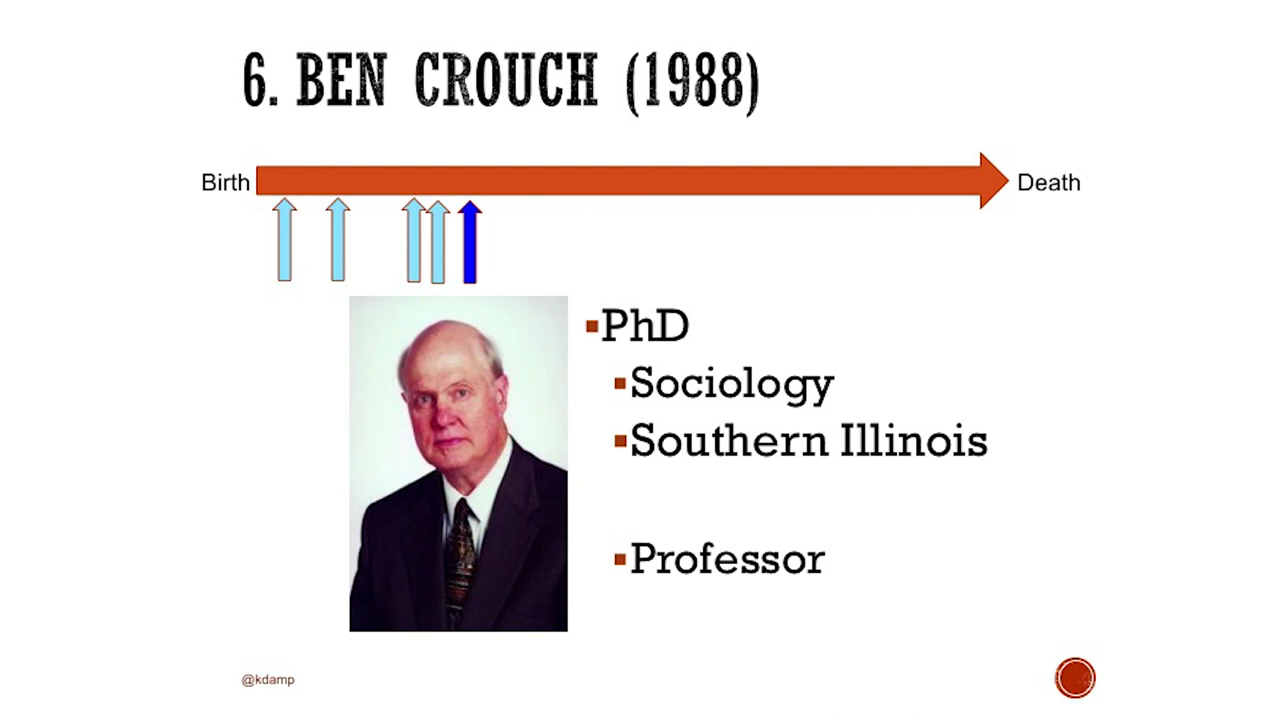 6. BEN CROUCH (1988)
Birth
Death
PhD
Sociology
Southern Illinois
Professor
@kdamp